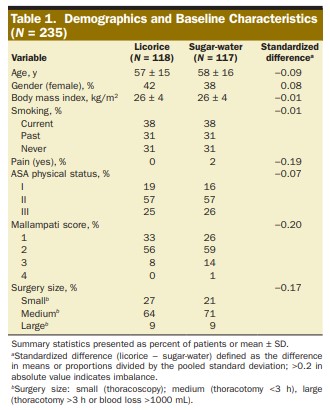 Table 1. Demographics and Baseline Characteristics
(N = 235)
Licorice Sugar-water Standardized
Variable (N = 118) (N = 117) differenceᵃ
Age, y 57 ± 15 58 ± 16 −0.09
Gender (female), % 42 38 0.08
Body mass index, kg/m² 26 ± 4 26 ± 4 −0.01
Smoking, % −0.01
Current 38 38
Past 31 31
Never 31 31
Pain (yes), % 0 2 −0.19
ASA physical status, % −0.07
I 19 16
II 57 57
III 25 26
Mallampati score, % −0.20
1 33 26
2 56 59
3 8 14
4 0 1
Surgery size, % −0.17
Smallᵇ 27 21
Mediumᵇ 64 71
Largeᵇ 9 9
Summary statistics presented as percent of patients or mean ± SD.
ᵃStandardized difference (licorice − sugar-water) defined as the difference
in means or proportions divided by the pooled standard deviation; >0.2 in
absolute value indicates imbalance.
ᵇSurgery size: small (thoracoscopy); medium (thoracotomy <3 h), large
(thoracotomy >3 h or blood loss >1000 mL).